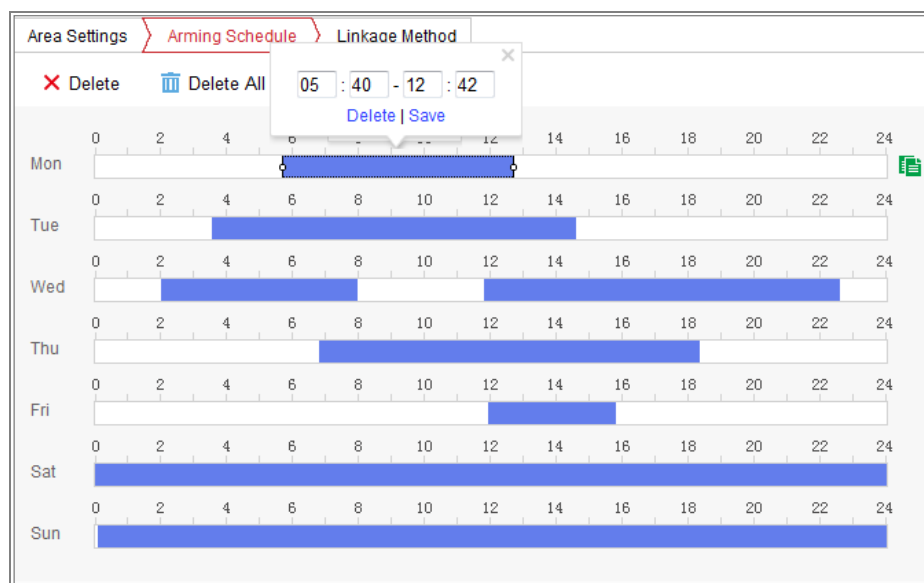 Area Settings Arming Schedule Linkage Method
×
Delete Delete All
05 : 40 - 12 : 42
Delete | Save
0 2 4 6 12 14 16 18 20 22 24
Mon
0 2 4 6 8 10 12 14 16 18 20 22 24
Tue
0 2 4 6 8 10 12 14 16 18 20 22 24
Wed
0 2 4 6 8 10 12 14 16 18 20 22 24
Thu
0 2 4 6 8 10 12 14 16 18 20 22 24
Fri
0 2 4 6 8 10 12 14 16 18 20 22 24
Sat
0 2 4 6 8 10 12 14 16 18 20 22 24
Sun